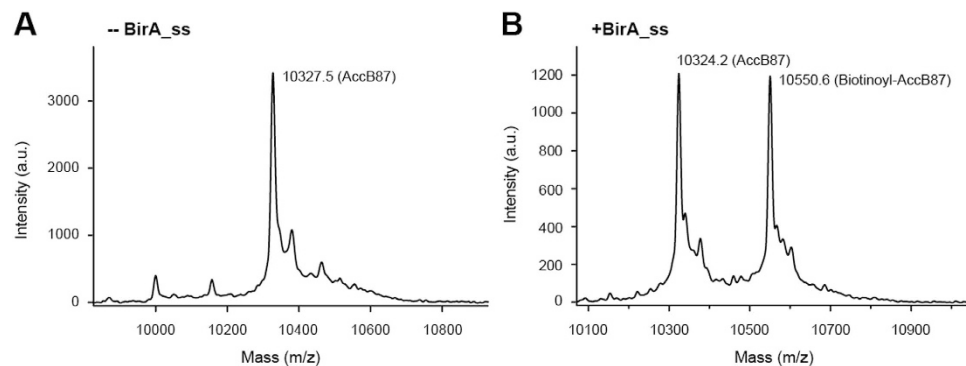 A
-- BirA_ss
10327.5 (AccB87)
3000
2000
1000
0
Intensity (a.u.)
10000
10200
10400
10600
10800
Mass (m/z)
B
+BirA_ss
10324.2 (AccB87)
10550.6 (Biotinoyl-AccB87)
1200
1000
800
600
400
200
0
Intensity (a.u.)
10100
10300
10500
10700
10900
Mass (m/z)